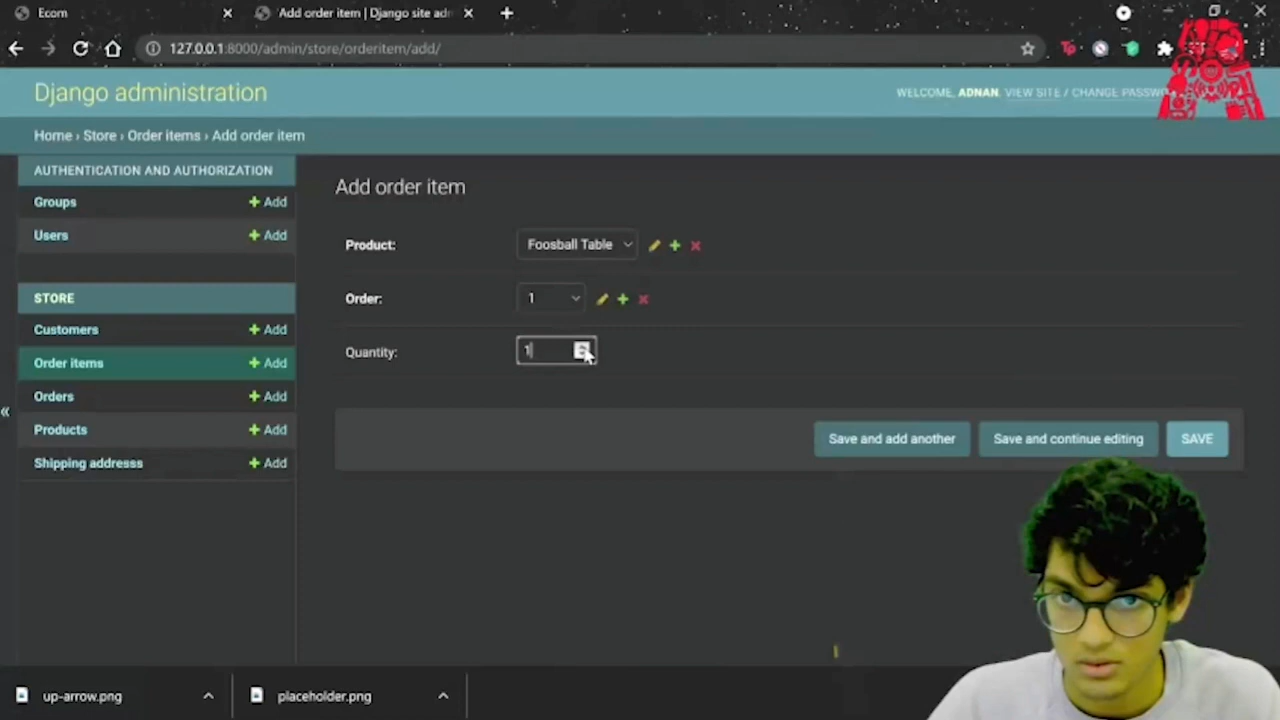 Ecom
Add order item | Django site adm
127.0.0.1:8000/admin/store/orderitem/add/
Django administration
WELCOME, ADNAN. VIEW SITE / CHANGE PASSWO
Home › Store › Order items › Add order item
AUTHENTICATION AND AUTHORIZATION
Groups + Add
Users + Add
STORE
Customers + Add
Order items + Add
Orders + Add
Products + Add
Shipping addresss + Add
«
Add order item
Product: Foosball Table
Order: 1
Quantity: 1
Save and add another Save and continue editing SAVE
up-arrow.png
placeholder.png